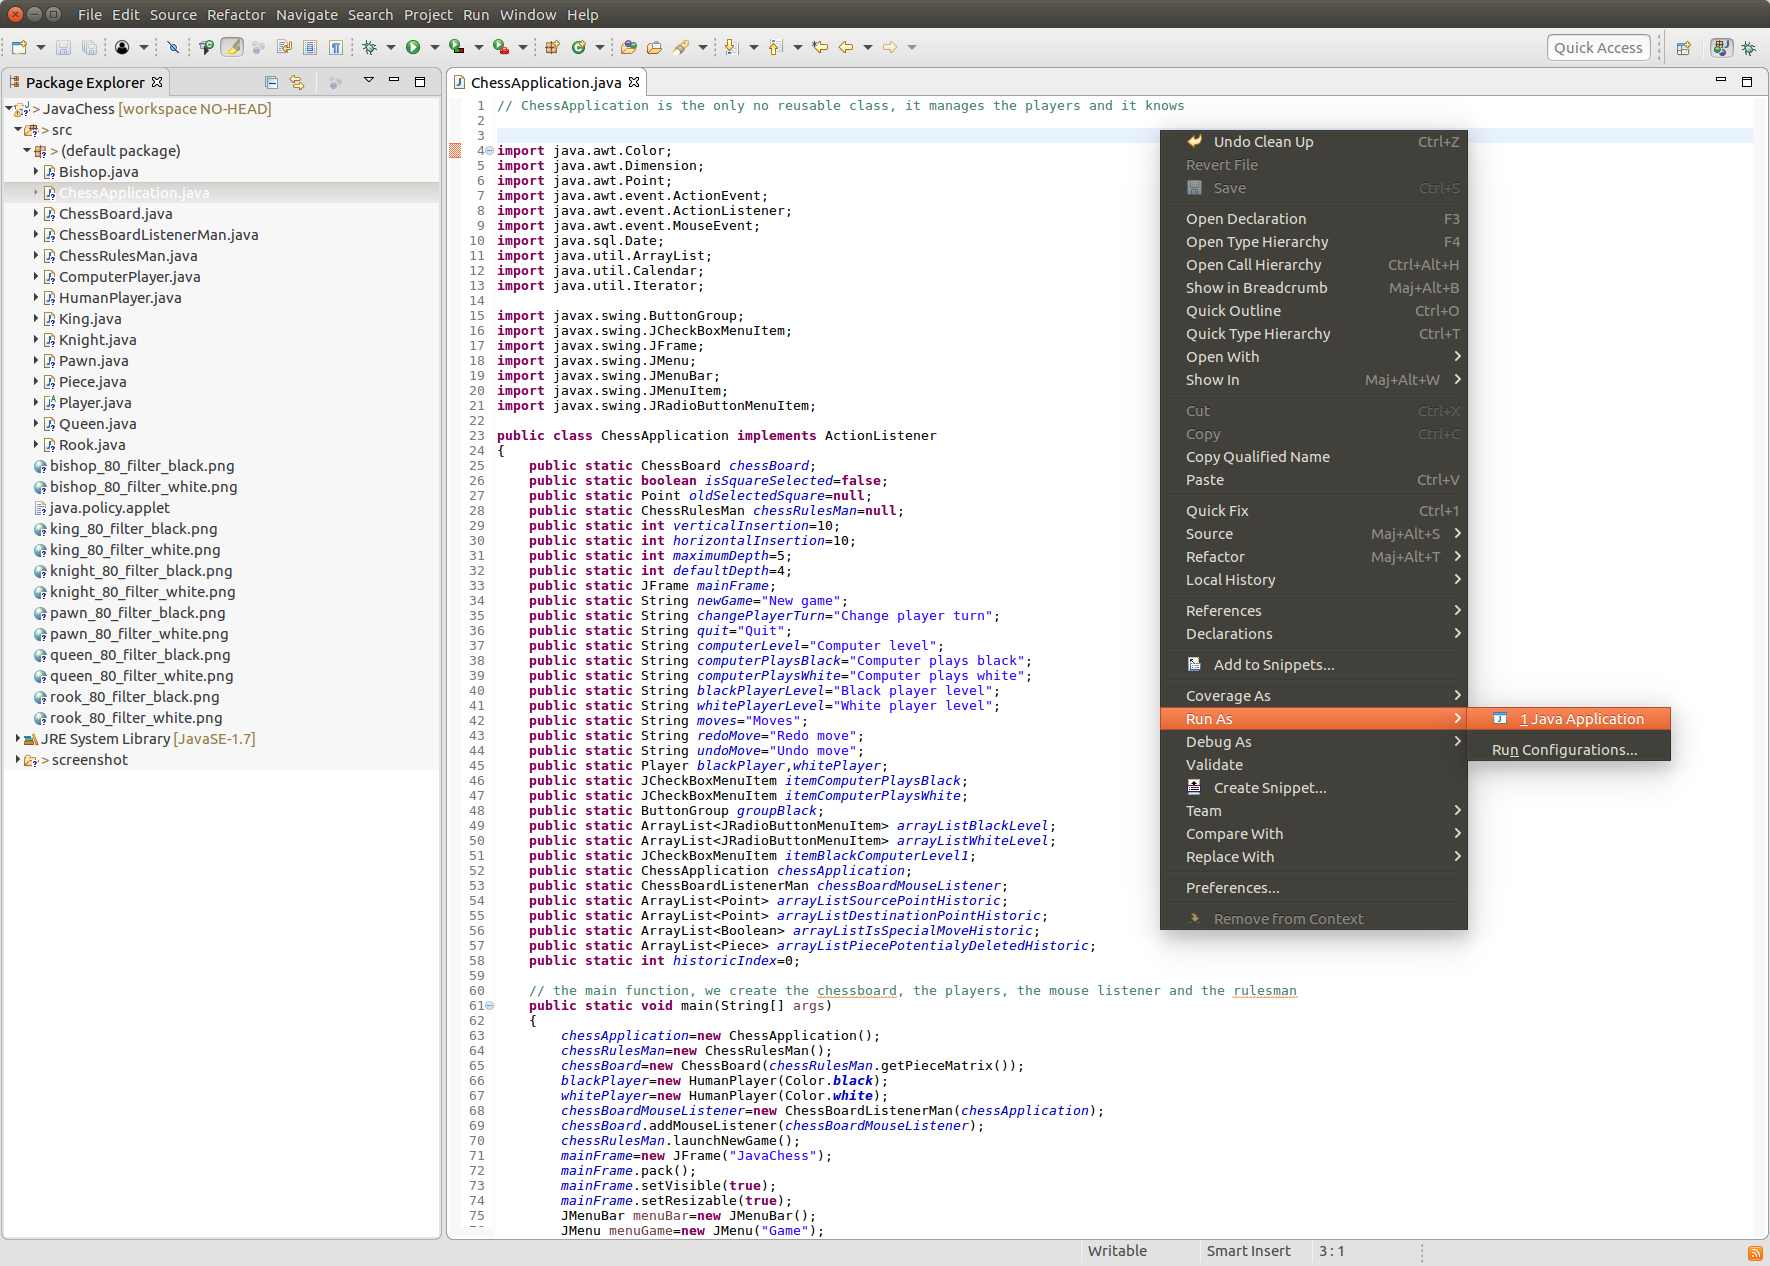 File Edit Source Refactor Navigate Search Project Run Window Help
Quick Access
Package Explorer
> JavaChess [workspace NO-HEAD]
> src
> (default package)
Bishop.java
ChessApplication.java
ChessBoard.java
ChessBoardListenerMan.java
ChessRulesMan.java
ComputerPlayer.java
HumanPlayer.java
King.java
Knight.java
Pawn.java
Piece.java
Player.java
Queen.java
Rook.java
bishop_80_filter_black.png
bishop_80_filter_white.png
java.policy.applet
king_80_filter_black.png
king_80_filter_white.png
knight_80_filter_black.png
knight_80_filter_white.png
pawn_80_filter_black.png
pawn_80_filter_white.png
queen_80_filter_black.png
queen_80_filter_white.png
rook_80_filter_black.png
rook_80_filter_white.png
JRE System Library [JavaSE-1.7]
> screenshot
ChessApplication.java
1 // ChessApplication is the only no reusable class, it manages the players and it knows
2
3
4 import java.awt.Color;
5 import java.awt.Dimension;
6 import java.awt.Point;
7 import java.awt.event.ActionEvent;
8 import java.awt.event.ActionListener;
9 import java.awt.event.MouseEvent;
10 import java.sql.Date;
11 import java.util.ArrayList;
12 import java.util.Calendar;
13 import java.util.Iterator;
14
15 import javax.swing.ButtonGroup;
16 import javax.swing.JCheckBoxMenuItem;
17 import javax.swing.JFrame;
18 import javax.swing.JMenu;
19 import javax.swing.JMenuBar;
20 import javax.swing.JMenuItem;
21 import javax.swing.JRadioButtonMenuItem;
22
23 public class ChessApplication implements ActionListener
24 {
25 public static ChessBoard chessBoard;
26 public static boolean isSquareSelected=false;
27 public static Point oldSelectedSquare=null;
28 public static ChessRulesMan chessRulesMan=null;
29 public static int verticalInsertion=10;
30 public static int horizontalInsertion=10;
31 public static int maximumDepth=5;
32 public static int defaultDepth=4;
33 public static JFrame mainFrame;
34 public static String newGame="New game";
35 public static String changePlayerTurn="Change player turn";
36 public static String quit="Quit";
37 public static String computerLevel="Computer level";
38 public static String computerPlaysBlack="Computer plays black";
39 public static String computerPlaysWhite="Computer plays white";
40 public static String blackPlayerLevel="Black player level";
41 public static String whitePlayerLevel="White player level";
42 public static String moves="Moves";
43 public static String redoMove="Redo move";
44 public static String undoMove="Undo move";
45 public static Player blackPlayer,whitePlayer;
46 public static JCheckBoxMenuItem itemComputerPlaysBlack;
47 public static JCheckBoxMenuItem itemComputerPlaysWhite;
48 public static ButtonGroup groupBlack;
49 public static ArrayList<JRadioButtonMenuItem> arrayListBlackLevel;
50 public static ArrayList<JRadioButtonMenuItem> arrayListWhiteLevel;
51 public static JCheckBoxMenuItem itemBlackComputerLevel1;
52 public static ChessApplication chessApplication;
53 public static ChessBoardListenerMan chessBoardMouseListener;
54 public static ArrayList<Point> arrayListSourcePointHistoric;
55 public static ArrayList<Point> arrayListDestinationPointHistoric;
56 public static ArrayList<Boolean> arrayListIsSpecialMoveHistoric;
57 public static ArrayList<Piece> arrayListPiecePotentialyDeletedHistoric;
58 public static int historicIndex=0;
59
60 // the main function, we create the chessboard, the players, the mouse listener and the rulesman
61 public static void main(String[] args)
62 {
63 chessApplication=new ChessApplication();
64 chessRulesMan=new ChessRulesMan();
65 chessBoard=new ChessBoard(chessRulesMan.getPieceMatrix());
66 blackPlayer=new HumanPlayer(Color.black);
67 whitePlayer=new HumanPlayer(Color.white);
68 chessBoardMouseListener=new ChessBoardListenerMan(chessApplication);
69 chessBoard.addMouseListener(chessBoardMouseListener);
70 chessRulesMan.launchNewGame();
71 mainFrame=new JFrame("JavaChess");
72 mainFrame.pack();
73 mainFrame.setVisible(true);
74 mainFrame.setResizable(true);
75 JMenuBar menuBar=new JMenuBar();
JMenu menuGame=new JMenu("Game");
Undo Clean Up Ctrl+Z
Revert File
Save Ctrl+S
Open Declaration F3
Open Type Hierarchy F4
Open Call Hierarchy Ctrl+Alt+H
Show in Breadcrumb Maj+Alt+B
Quick Outline Ctrl+O
Quick Type Hierarchy Ctrl+T
Open With
Show In Maj+Alt+W
Cut Ctrl+X
Copy Ctrl+C
Copy Qualified Name
Paste Ctrl+V
Quick Fix Ctrl+1
Source Maj+Alt+S
Refactor Maj+Alt+T
Local History
References
Declarations
Add to Snippets...
Coverage As
Run As
Debug As
Validate
Create Snippet...
Team
Compare With
Replace With
Preferences...
Remove from Context
1 Java Application
Run Configurations...
Writable Smart Insert 3 : 1